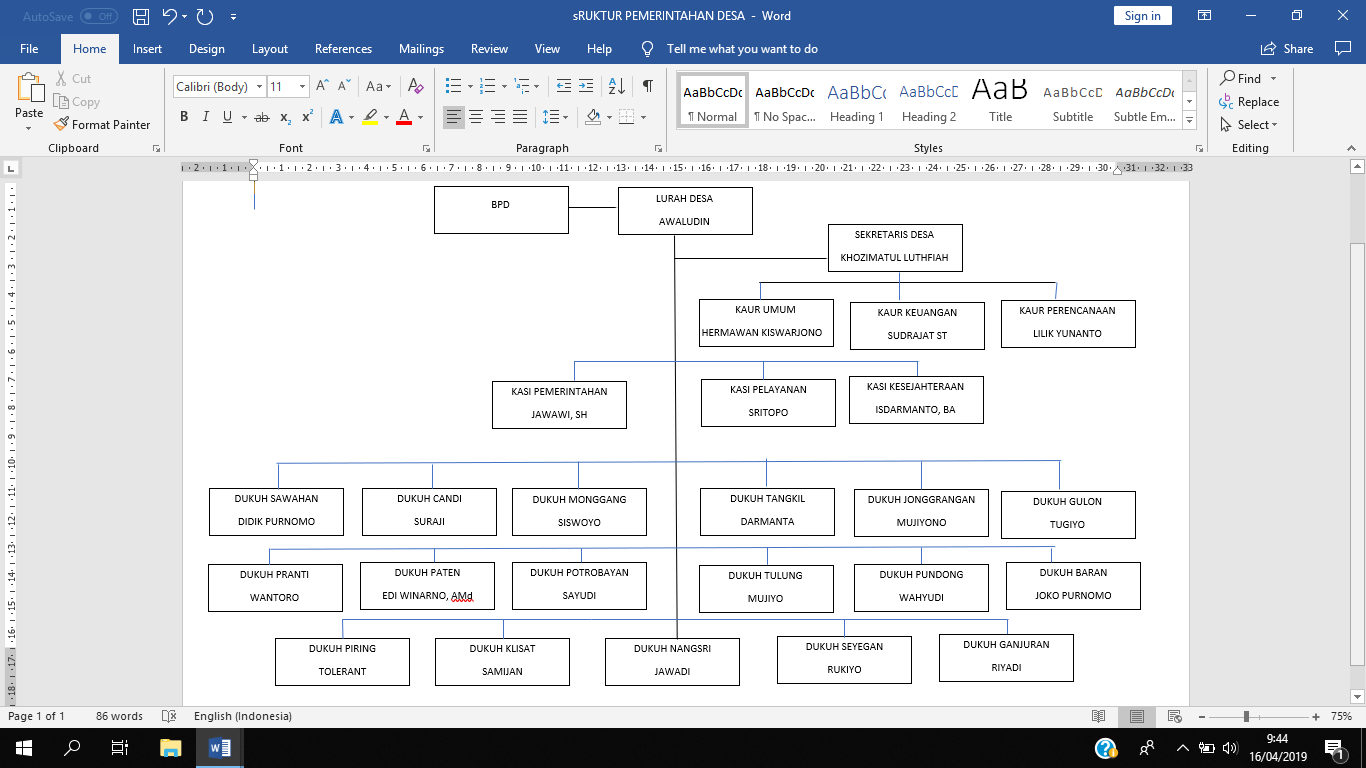 AutoSave Off
sRUKTUR PEMERINTAHAN DESA - Word
Sign in
File Home Insert Design Layout References Mailings Review View Help Tell me what you want to do Share
Paste
Cut
Copy
Format Painter
Clipboard
Calibri (Body) 11
Font
Paragraph
AaBbCcDc AaBbCcDc AaBbCc AaBbCcD AaB AaBbCcD AaBbCcDc
¶ Normal ¶ No Spac... Heading 1 Heading 2 Title Subtitle Subtle Em...
Styles
Find
Replace
Select
Editing
BPD
LURAH DESA
AWALUDIN
SEKRETARIS DESA
KHOZIMATUL LUTHFIAH
KAUR UMUM
HERMAWAN KISWARJONO
KAUR KEUANGAN
SUDRAJAT ST
KAUR PERENCANAAN
LILIK YUNANTO
KASI PEMERINTAHAN
JAWAWI, SH
KASI PELAYANAN
SRITOPO
KASI KESEJAHTERAAN
ISDARMANTO, BA
DUKUH SAWAHAN
DIDIK PURNOMO
DUKUH CANDI
SURAJI
DUKUH MONGGANG
SISWOYO
DUKUH TANGKIL
DARMANTA
DUKUH JONGGRANGAN
MUJIYONO
DUKUH GULON
TUGIYO
DUKUH PRANTI
WANTORO
DUKUH PATEN
EDI WINARNO, AMd
DUKUH POTROBAYAN
SAYUDI
DUKUH TULUNG
MUJIYO
DUKUH PUNDONG
WAHYUDI
DUKUH BARAN
JOKO PURNOMO
DUKUH PIRING
TOLERANT
DUKUH KLISAT
SAMIJAN
DUKUH NANGSRI
JAWADI
DUKUH SEYEGAN
RUKIYO
DUKUH GANJURAN
RIYADI
Page 1 of 1 86 words English (Indonesia) 75%
9:44
16/04/2019